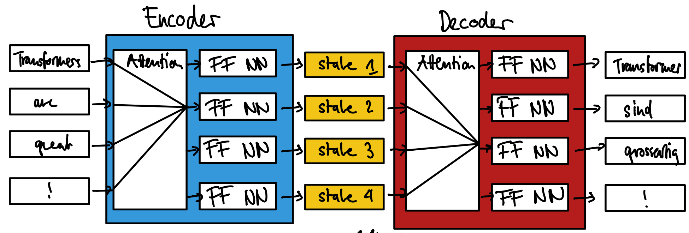 Encoder
Decoder
Transformers
are
great
!
Attention
FF NN
FF NN
FF NN
FF NN
state 1
state 2
state 3
state 4
Attention
FF NN
FF NN
FF NN
FF NN
Transformer
sind
grossartig
!